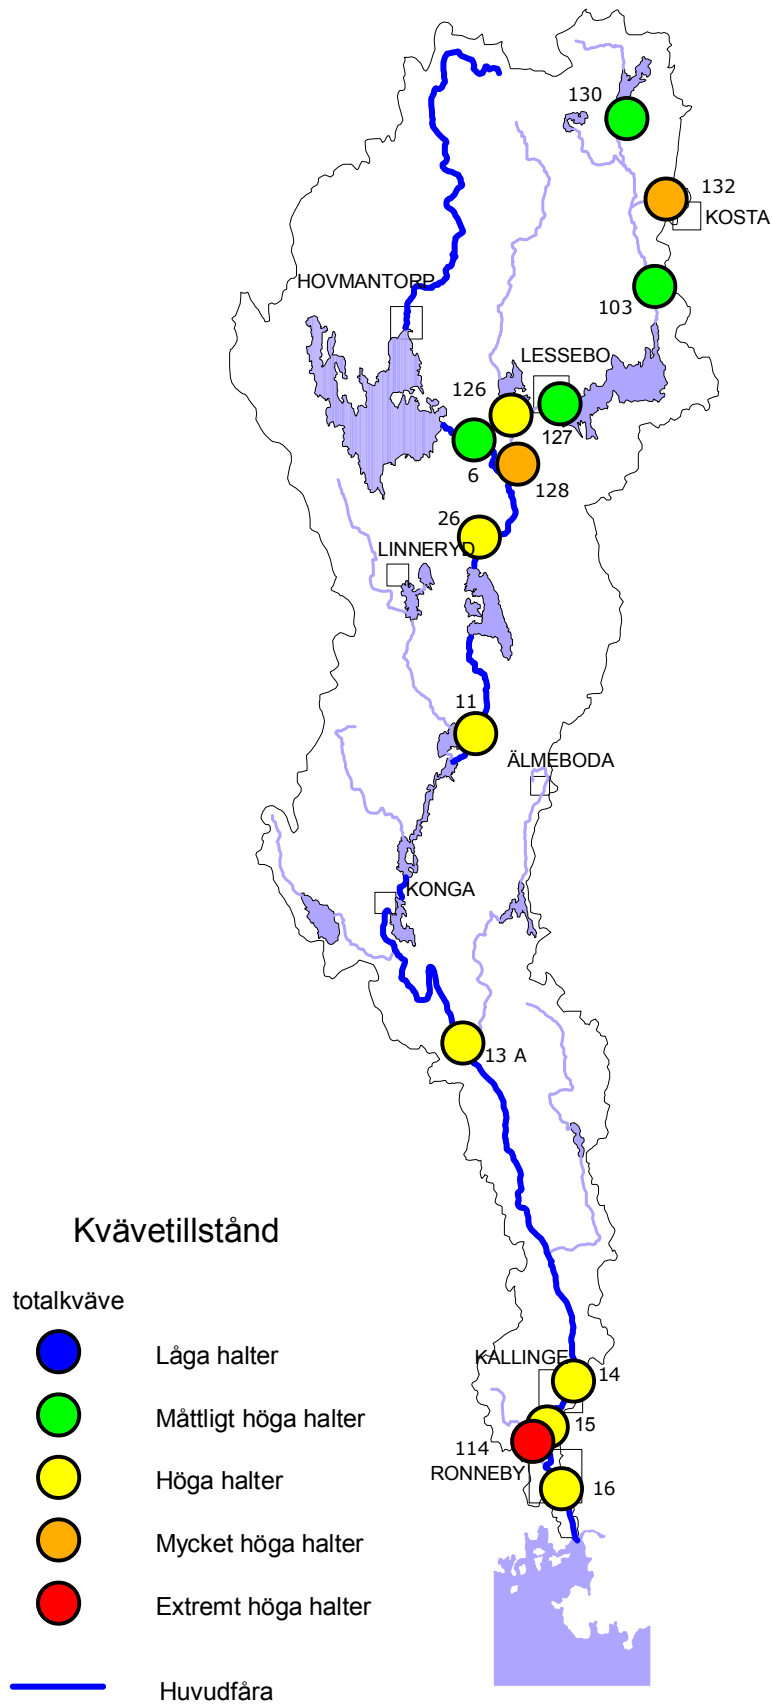 130
132
KOSTA
103
HOVMANTORP
LESSEBO
126
127
6
128
26
LINNERYD
11
ÄLMEBODA
KONGA
13 A
Kvävetillstånd
totalkväve
Låga halter
Måttligt höga halter
Höga halter
Mycket höga halter
Extremt höga halter
Huvudfåra
KALLINGE
14
15
114
RONNEBY
16